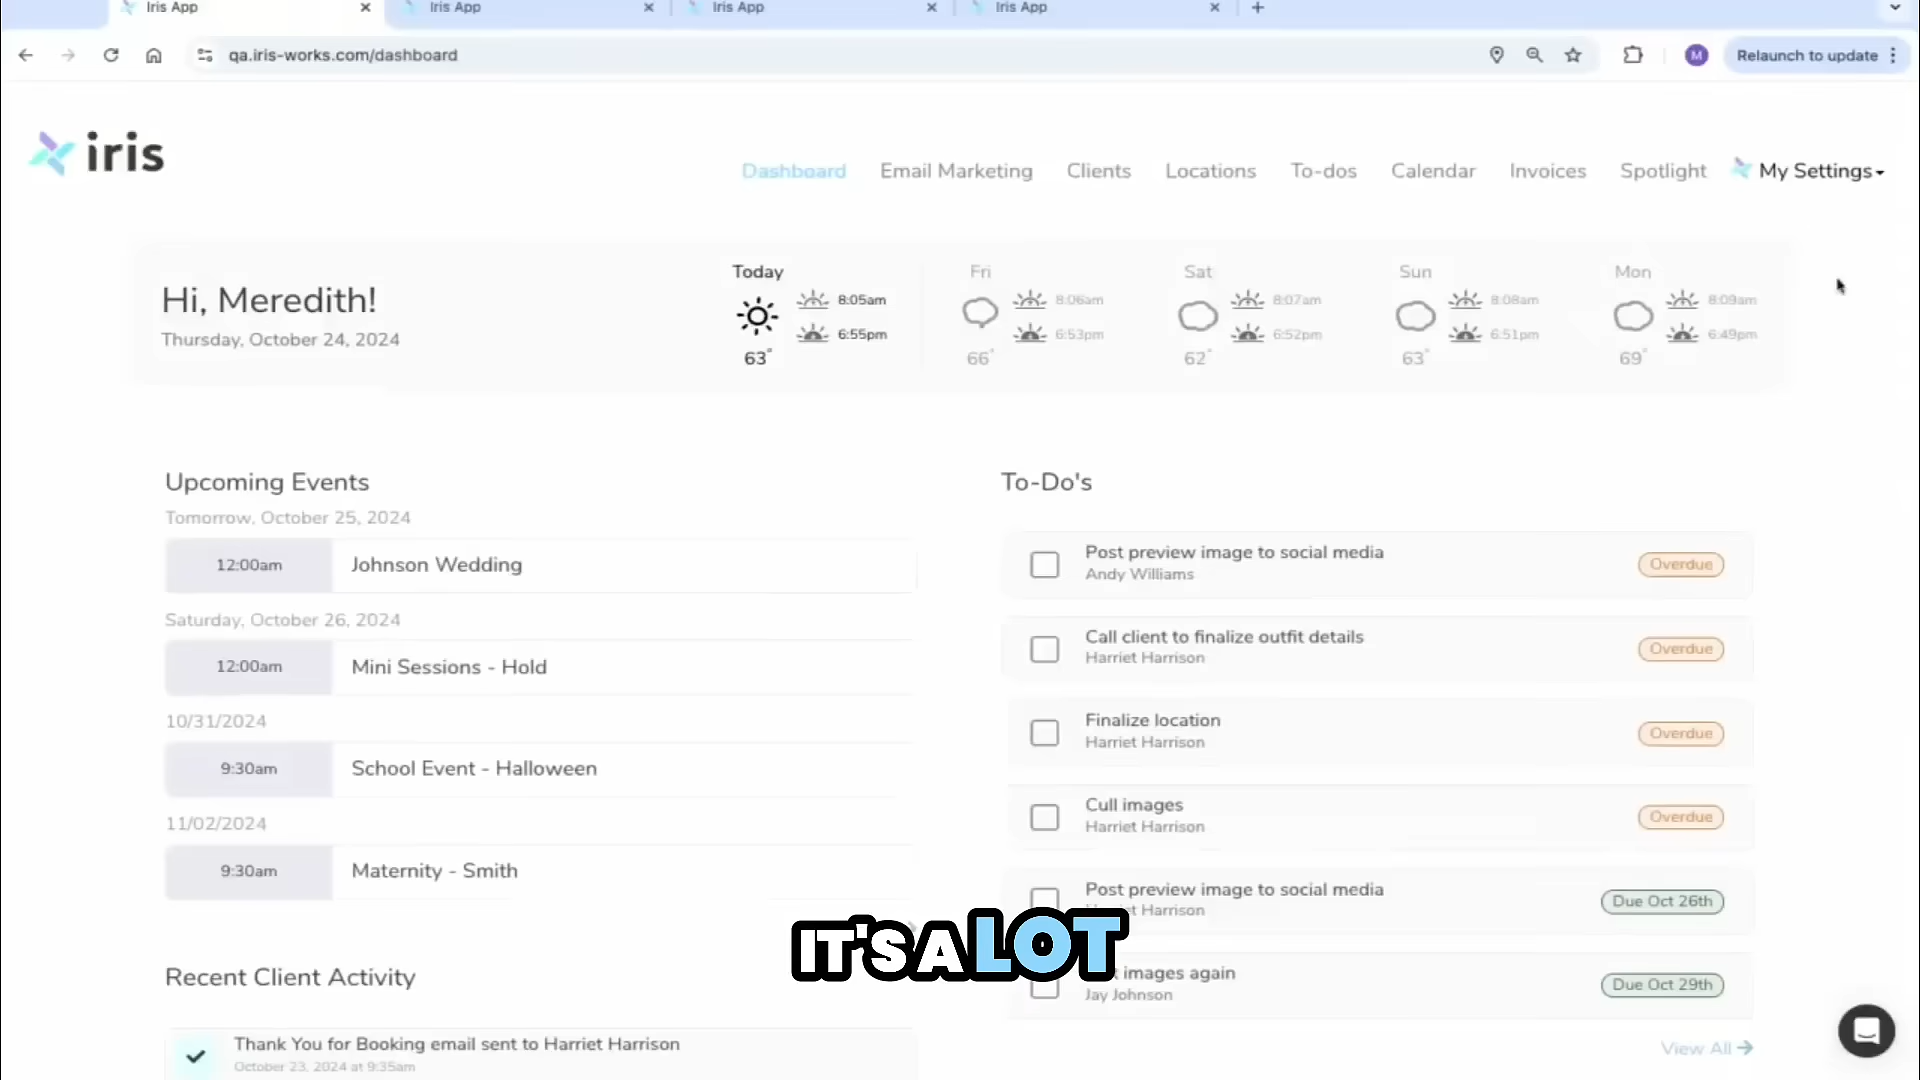 Iris App
Iris App
Iris App
Iris App
qa.iris-works.com/dashboard
M
Relaunch to update
iris
Dashboard
Email Marketing
Clients
Locations
To-dos
Calendar
Invoices
Spotlight
My Settings
Hi, Meredith!
Thursday, October 24, 2024
Today
8:05am
6:55pm
63°
Fri
8:06am
6:53pm
66°
Sat
8:07am
6:52pm
62°
Sun
8:08am
6:51pm
63°
Mon
8:09am
6:49pm
69°
Upcoming Events
Tomorrow, October 25, 2024
12:00am Johnson Wedding
Saturday, October 26, 2024
12:00am Mini Sessions - Hold
10/31/2024
9:30am School Event - Halloween
11/02/2024
9:30am Maternity - Smith
Recent Client Activity
Thank You for Booking email sent to Harriet Harrison
October 23, 2024 at 9:35am
To-Do's
Post preview image to social media
Andy Williams
Overdue
Call client to finalize outfit details
Harriet Harrison
Overdue
Finalize location
Harriet Harrison
Overdue
Cull images
Harriet Harrison
Overdue
Post preview image to social media
Harrison
Due Oct 26th
images again
Jay Johnson
Due Oct 29th
View All
IT'S A LOT